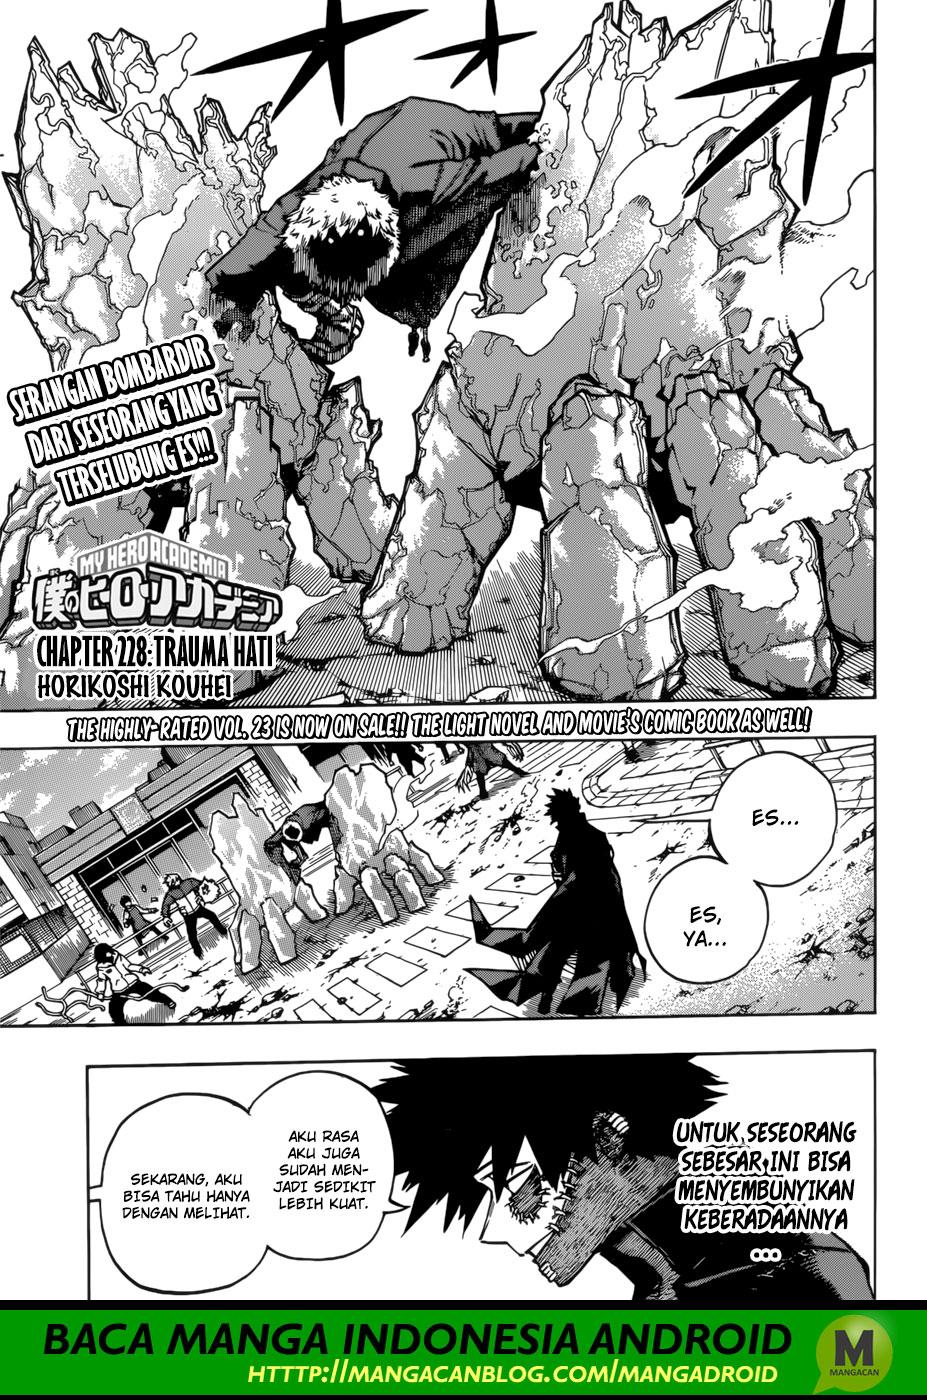 SERANGAN BOMBARDIR
DARI SESEORANG YANG
TERSELUBUNG ES!!!
MY HERO ACADEMIA
僕のヒーローアカデミア
CHAPTER 228: TRAUMA HATI
HORIKOSHI KOUHEI
THE HIGHLY-RATED VOL. 23 IS NOW ON SALE!! THE LIGHT NOVEL AND MOVIE'S COMIC BOOK AS WELL!
ES...
ES,
YA...
UNTUK SESEORANG
SEBESAR INI BISA
MENYEMBUNYIKAN
KEBERADAANNYA
...
AKU RASA
AKU JUGA
SUDAH MEN-
JADI SEDIKIT
LEBIH KUAT.
SEKARANG, AKU
BISA TAHU HANYA
DENGAN MELIHAT.
BACA MANGA INDONESIA ANDROID
HTTTP://MANGACANBLOG.COM/MANGADROID
M
MANGACAN